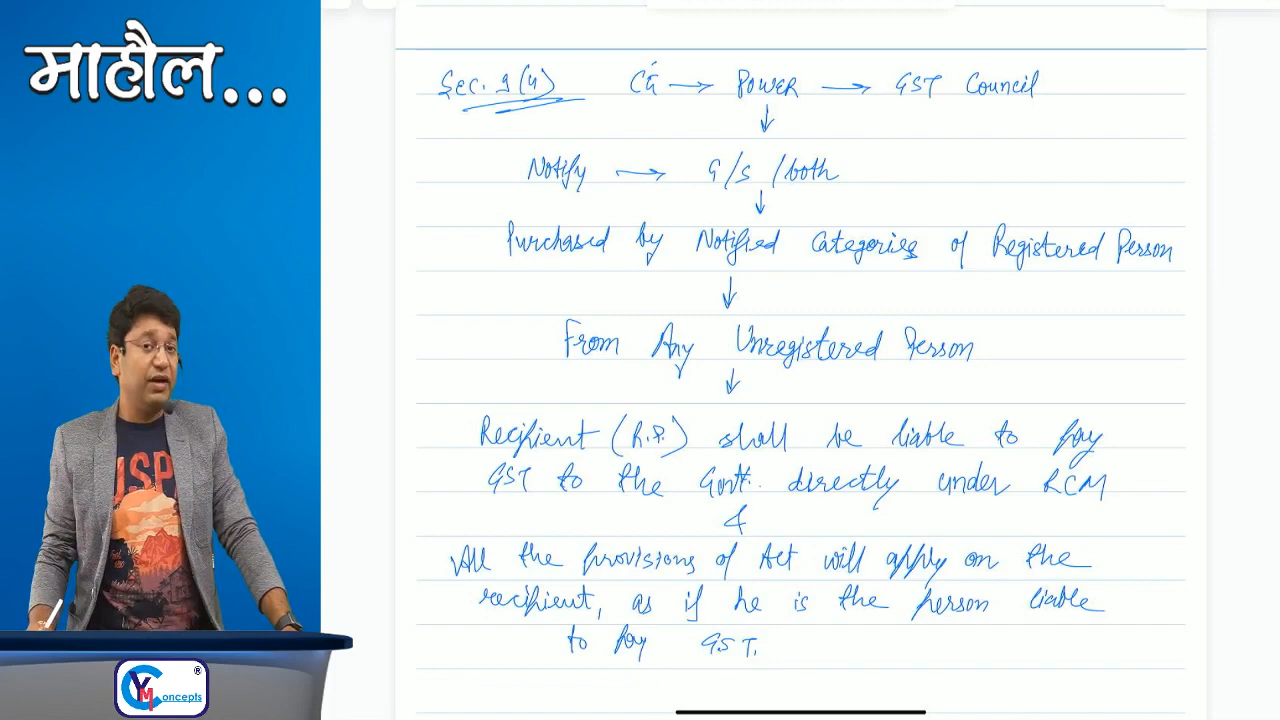 माहौल...
Sec. 9(4) CG → POWER → GST Council
↓
Notify → G/S /both
↓
Purchased by Notified Categories of Registered Person
↓
From Any Unregistered Person
↓
Recipient (R.P.) shall be liable to pay
GST to the Govt. directly under RCM
&
All the provisions of Act will apply on the
recipient, as if he is the person liable
to pay GST.
USP
YM Concepts ®